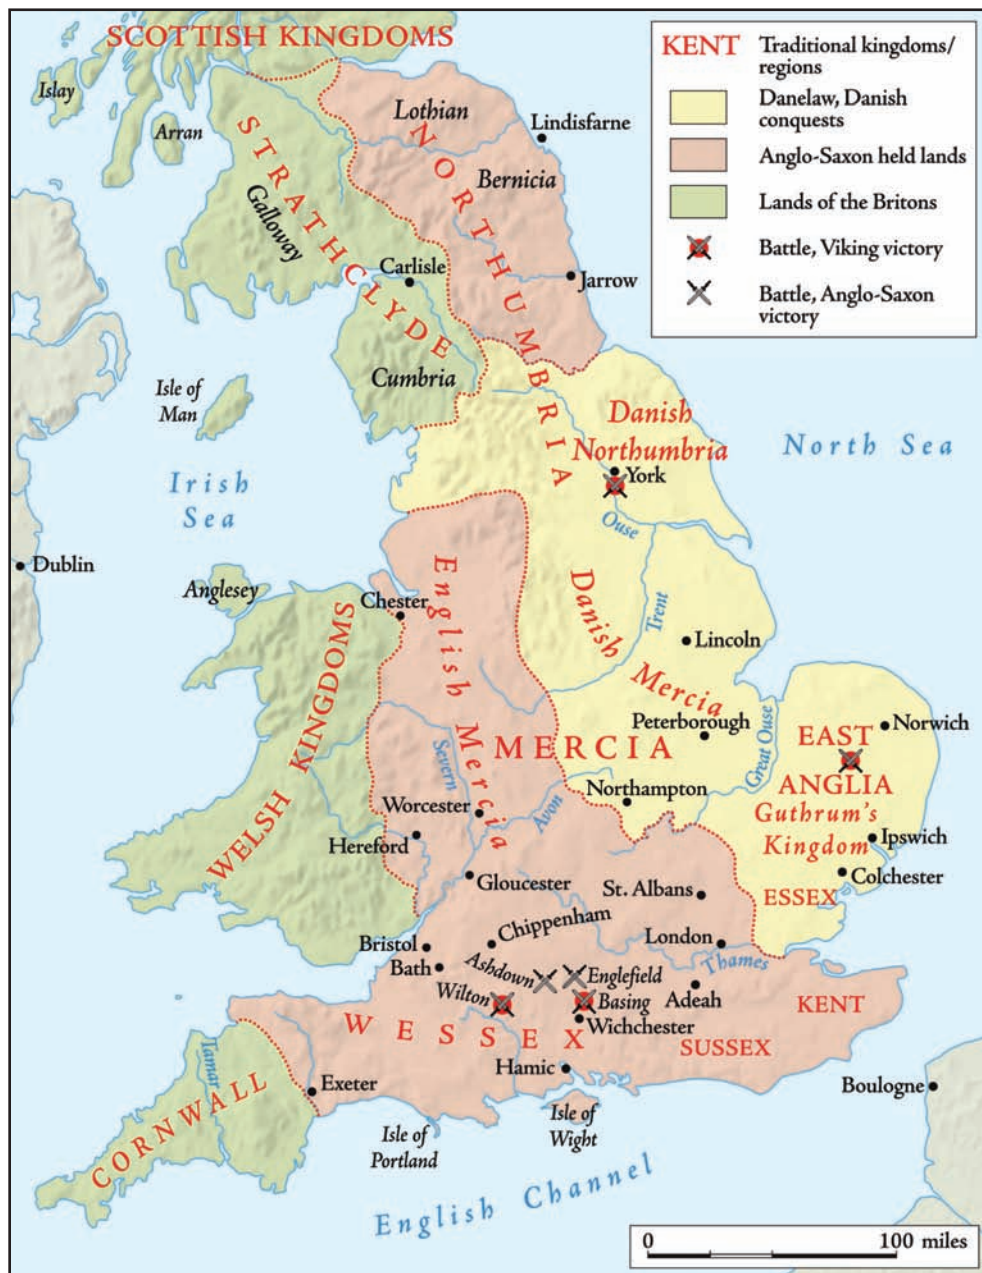 SCOTTISH KINGDOMS
KENT
Traditional kingdoms/
regions
Danelaw, Danish
conquests
Anglo-Saxon held lands
Lands of the Britons
Battle, Viking victory
Battle, Anglo-Saxon
victory
Islay
Arran
Lothian
Lindisfarne
STRATHCLYDE
NORTHUMBRIA
Bernicia
Galloway
Carlisle
Jarrow
Cumbria
Isle of
Man
Danish
Northumbria
York
North Sea
Irish
Sea
Ouse
Dublin
Anglesey
Chester
English Mercia
Danish
Mercia
Trent
Lincoln
WELSH KINGDOMS
Peterborough
Great Ouse
Norwich
MERCIA
EAST
ANGLIA
Guthrum's
Kingdom
Severn
Avon
Northampton
Worcester
Hereford
Ipswich
Colchester
Gloucester
St. Albans
ESSEX
Chippenham
London
Bristol
Bath
Thames
Ashdown
Englefield
Wilton
Basing
Adeah
KENT
WESSEX
Wichchester
SUSSEX
Tamar
Exeter
Hamic
Boulogne
CORNWALL
Isle of
Portland
Isle of
Wight
English Channel
0
100 miles